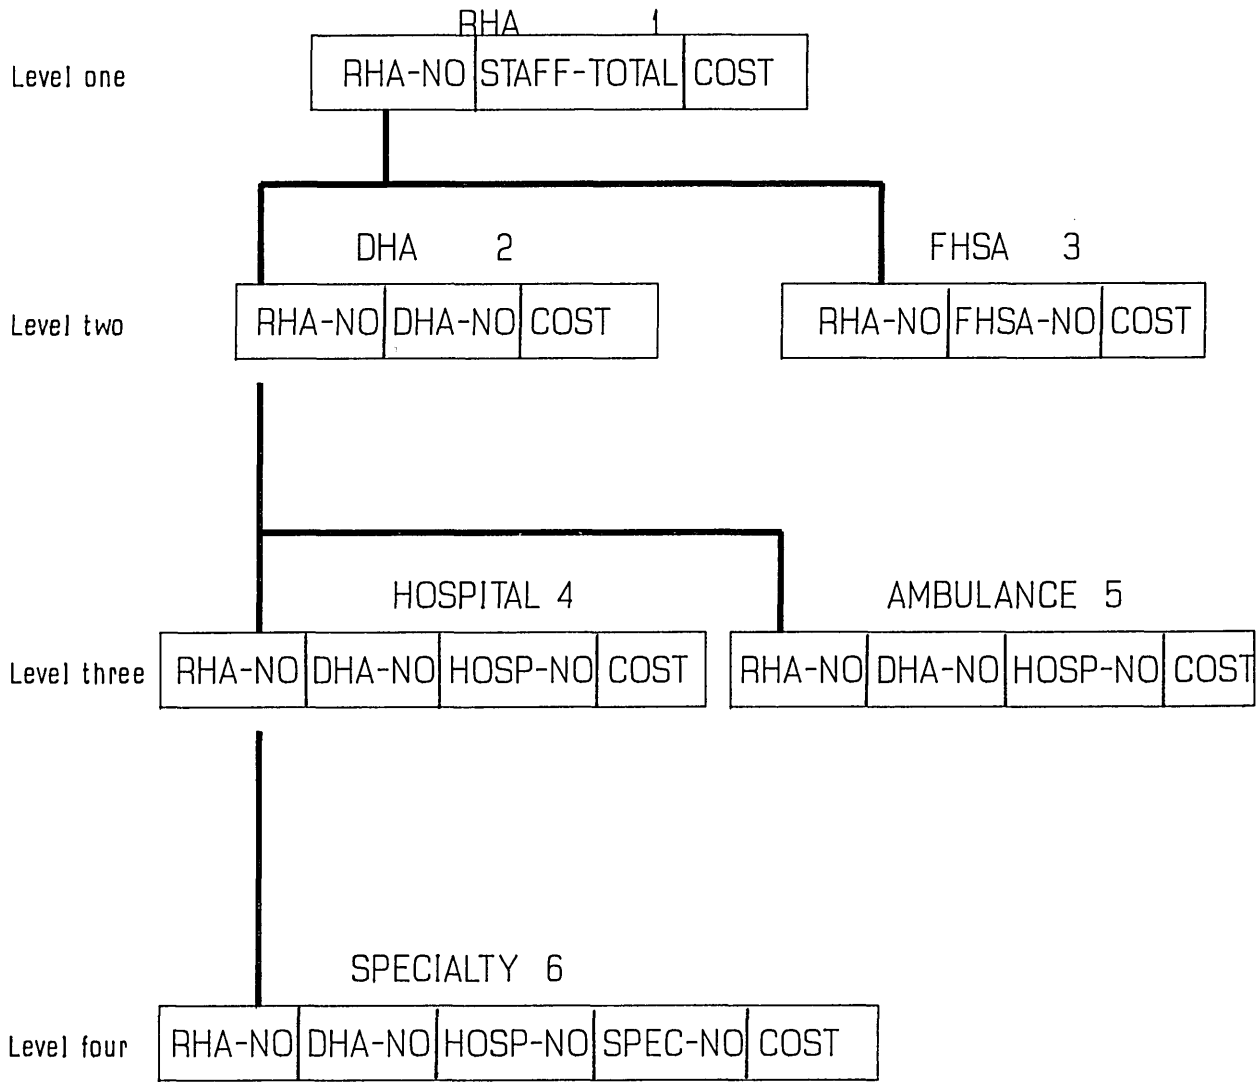 RHA 1
Level one RHA-NO STAFF-TOTAL COST
DHA 2 FHSA 3
Level two RHA-NO DHA-NO COST RHA-NO FHSA-NO COST
HOSPITAL 4 AMBULANCE 5
Level three RHA-NO DHA-NO HOSP-NO COST RHA-NO DHA-NO HOSP-NO COST
SPECIALTY 6
Level four RHA-NO DHA-NO HOSP-NO SPEC-NO COST